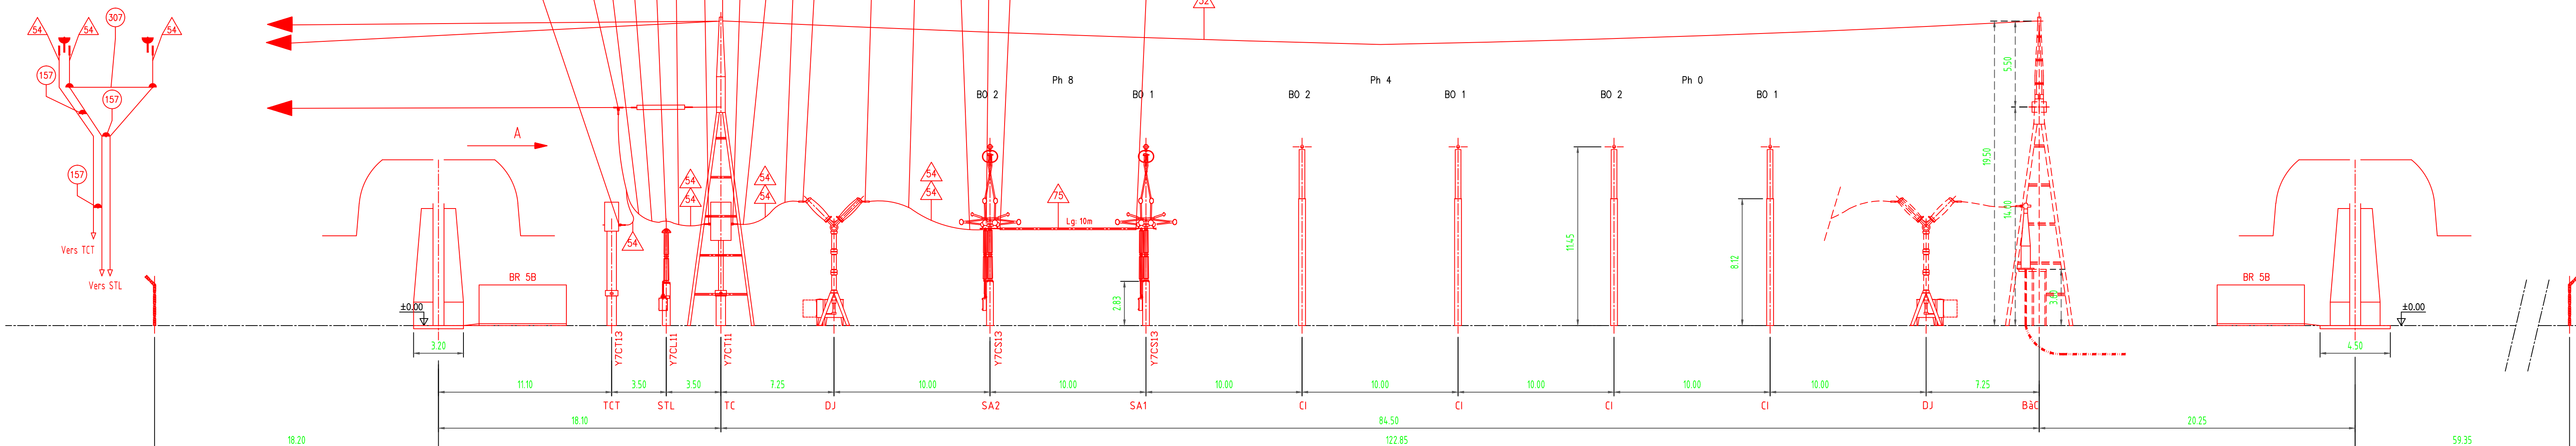 54
54
307
54
157
157
157
Vers TCT
Vers STL
A
±0.00
BR 5B
3.20
54
54
54
54
54
54
54
75
Lg: 10m
Ph 8
Ph 4
Ph 0
BO 2
BO 1
BO 2
BO 1
BO 2
BO 1
2.83
11.45
8.12
19.50
5.50
14.00
BR 5B
±0.00
4.50
Y7CT13
Y7CL11
Y7CT11
Y7CS13
Y7CS13
11.10
3.50
3.50
7.25
10.00
10.00
10.00
10.00
10.00
10.00
10.00
7.25
TCT
STL
TC
DJ
SA2
SA1
CI
CI
CI
CI
DJ
BàC
18.10
84.50
20.25
18.20
122.85
59.35